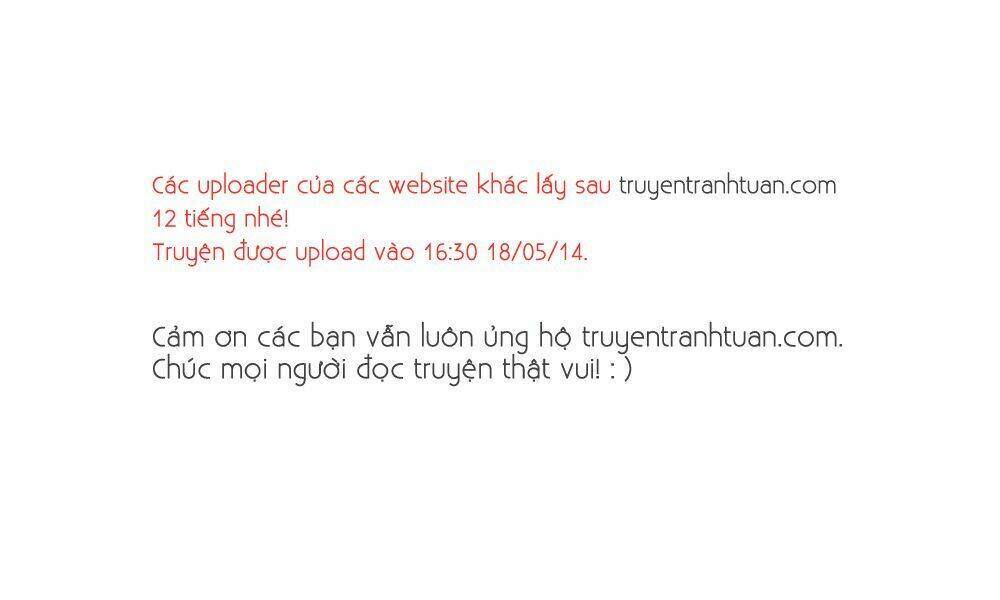 Các uploader của các website khác lấy sau truyentranhtuan.com
12 tiếng nhé!
Truyện được upload vào 16:30 18/05/14.
Cảm ơn các bạn vẫn luôn ủng hộ truyentranhtuan.com.
Chúc mọi người đọc truyện thật vui! : )